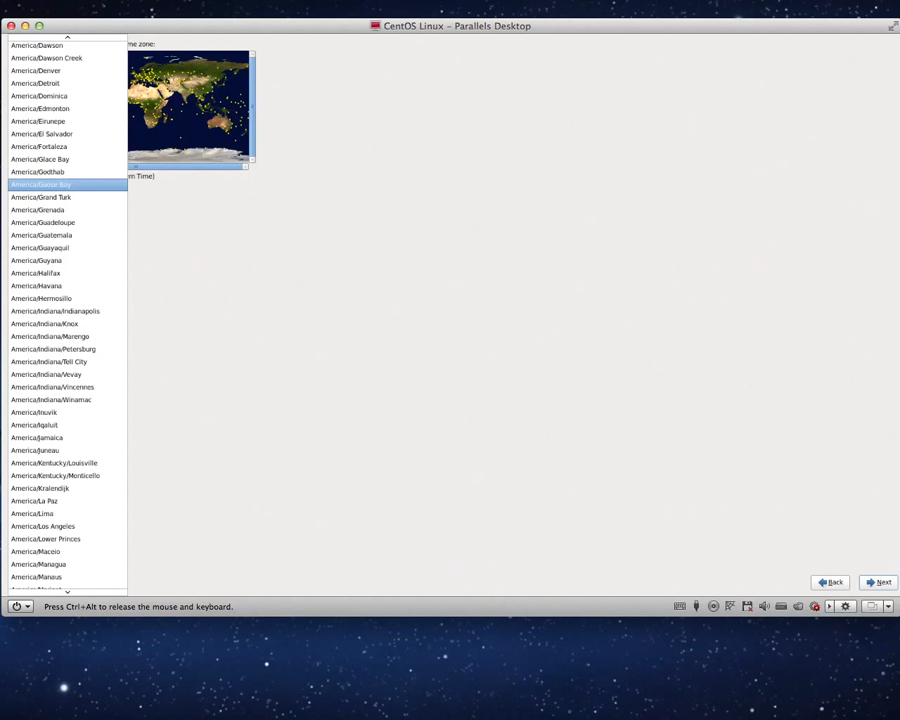 CentOS Linux – Parallels Desktop
me zone:
America/Dawson
America/Dawson Creek
America/Denver
America/Detroit
America/Dominica
America/Edmonton
America/Eirunepe
America/El Salvador
America/Fortaleza
America/Glace Bay
America/Godthab
America/Goose Bay
rn Time)
America/Grand Turk
America/Grenada
America/Guadeloupe
America/Guatemala
America/Guayaquil
America/Guyana
America/Halifax
America/Havana
America/Hermosillo
America/Indiana/Indianapolis
America/Indiana/Knox
America/Indiana/Marengo
America/Indiana/Petersburg
America/Indiana/Tell City
America/Indiana/Vevay
America/Indiana/Vincennes
America/Indiana/Winamac
America/Inuvik
America/Iqaluit
America/Jamaica
America/Juneau
America/Kentucky/Louisville
America/Kentucky/Monticello
America/Kralendijk
America/La Paz
America/Lima
America/Los Angeles
America/Lower Princes
America/Maceio
America/Managua
America/Manaus
Back
Next
Press Ctrl+Alt to release the mouse and keyboard.